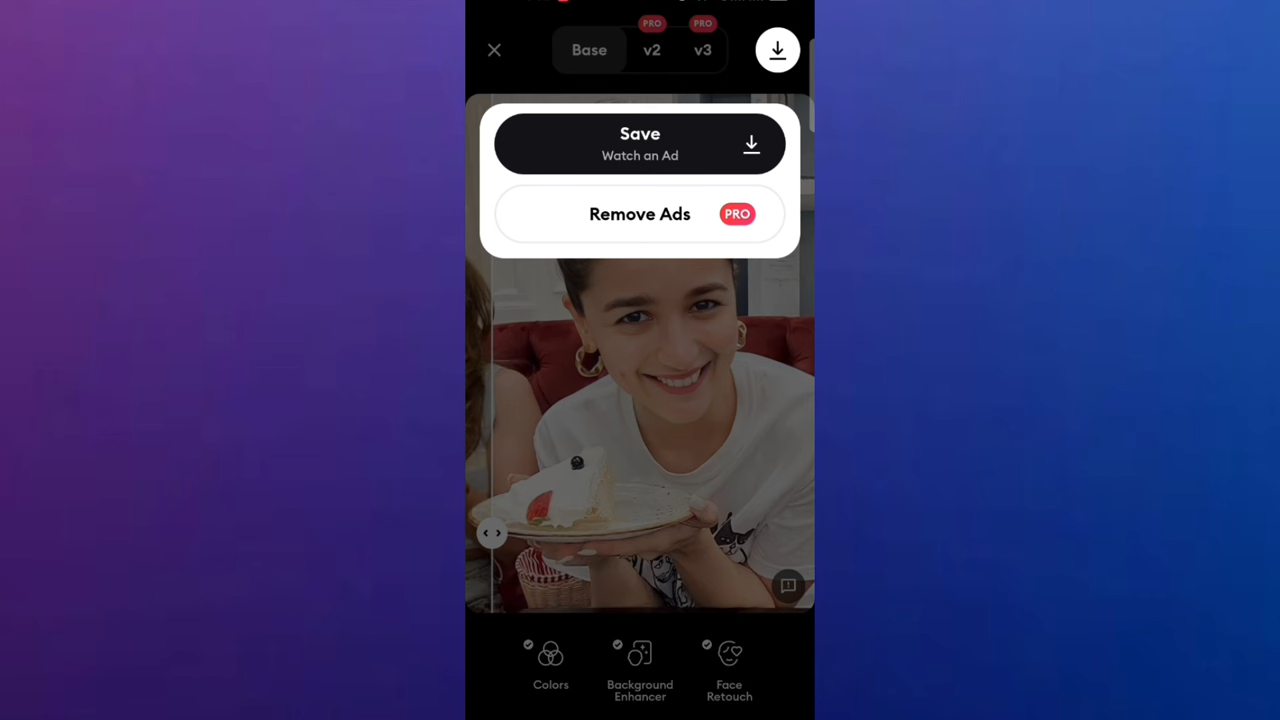 PRO
PRO
Base
v2
v3
Save
Watch an Ad
Remove Ads
PRO
Colors
Background
Enhancer
Face
Retouch